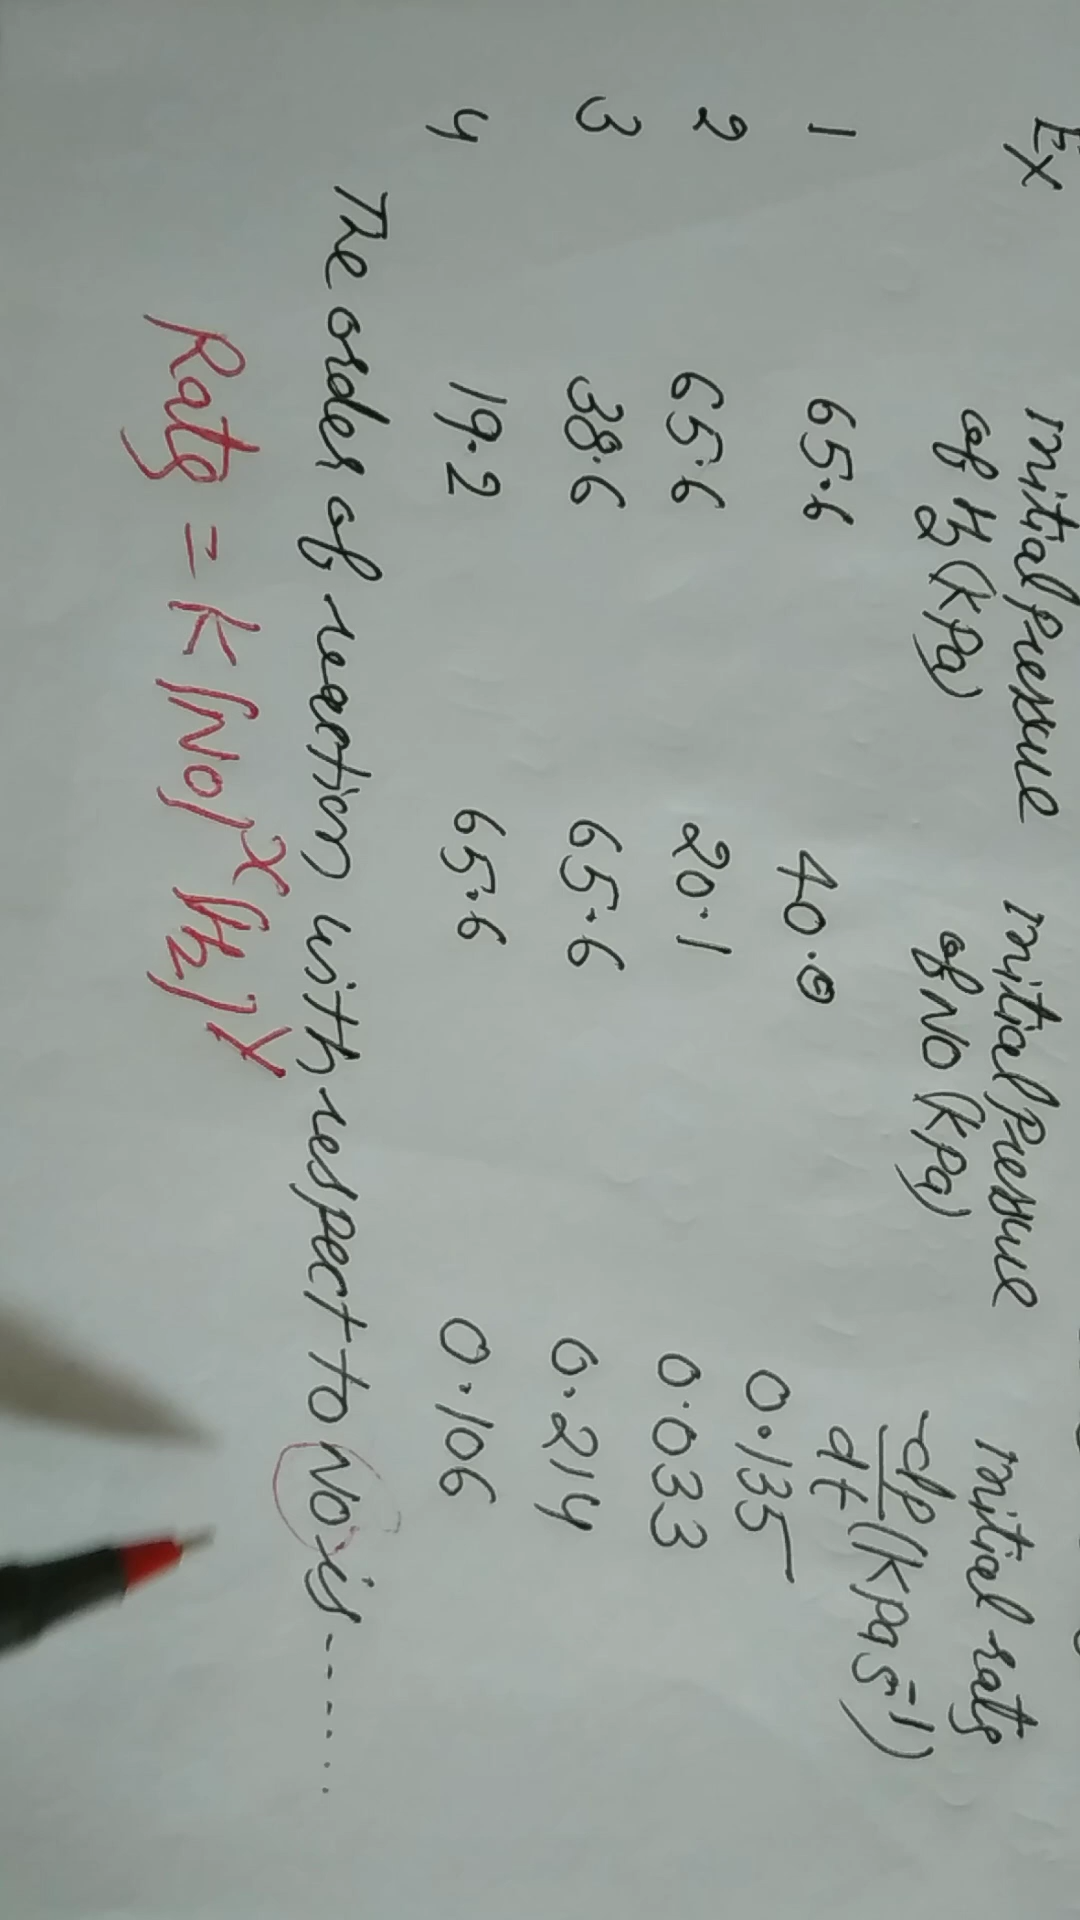 Ex initial pressure initial pressure initial rate
of H2(kPa) of NO (kPa) -dp/dt (kPa s-1)
1 65.6 40.0 0.135
2 65.6 20.1 0.033
3 38.6 65.6 0.214
4 19.2 65.6 0.106
The order of reaction with respect to NO is......
Rate = K[NO]x[H2]y